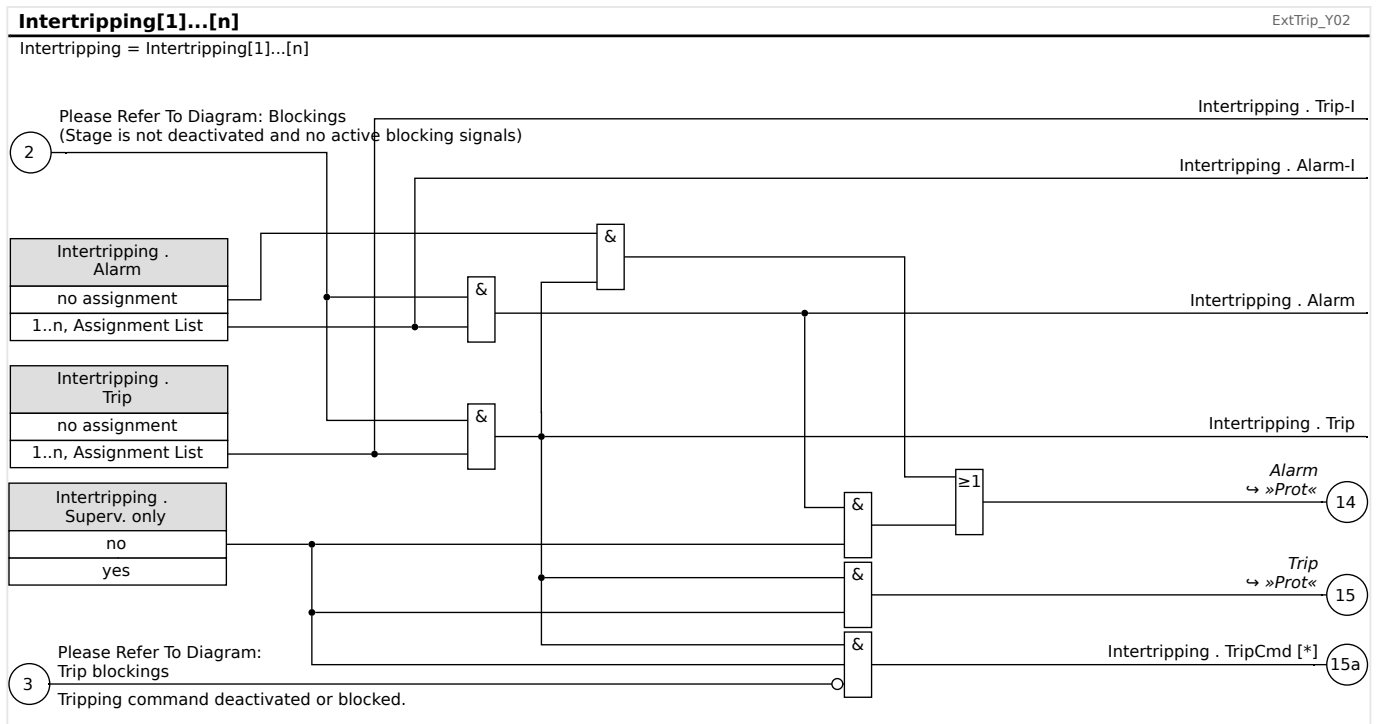 Intertripping[1]...[n]
ExtTrip_Y02
Intertripping = Intertripping[1]...[n]
Please Refer To Diagram: Blockings
(Stage is not deactivated and no active blocking signals)
2
Intertripping . Trip-I
Intertripping . Alarm-I
Intertripping .
Alarm
no assignment
1..n, Assignment List
&
&
Intertripping . Alarm
Intertripping .
Trip
no assignment
1..n, Assignment List
&
Intertripping . Trip
Intertripping .
Superv. only
no
yes
≥1
&
Alarm
↪ »Prot«
14
&
Trip
↪ »Prot«
15
&
Intertripping . TripCmd [*]
15a
Please Refer To Diagram:
Trip blockings
3
Tripping command deactivated or blocked.